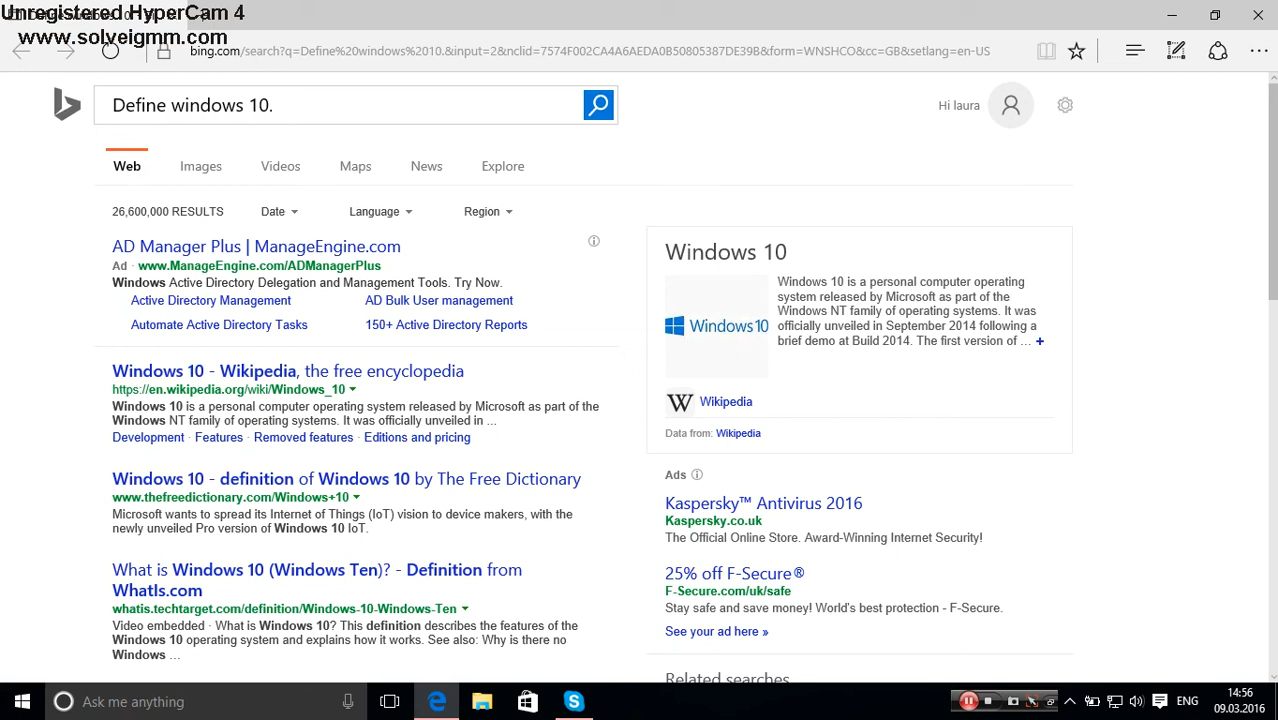 Unregistered HyperCam 4
www.solveigmm.com
bing.com/search?q=Define%20windows%2010.&input=2&nclid=7574F002CA4A6AEDA0B50805387DE39B&form=WNSHCO&cc=GB&setlang=en-US
Define windows 10.
Hi laura
Web Images Videos Maps News Explore
26,600,000 RESULTS Date Language Region
AD Manager Plus | ManageEngine.com
Ad · www.ManageEngine.com/ADManagerPlus
Windows Active Directory Delegation and Management Tools. Try Now.
Active Directory Management AD Bulk User management
Automate Active Directory Tasks 150+ Active Directory Reports
Windows 10 - Wikipedia, the free encyclopedia
https://en.wikipedia.org/wiki/Windows_10
Windows 10 is a personal computer operating system released by Microsoft as part of the
Windows NT family of operating systems. It was officially unveiled in ...
Development · Features · Removed features · Editions and pricing
Windows 10 - definition of Windows 10 by The Free Dictionary
www.thefreedictionary.com/Windows+10
Microsoft wants to spread its Internet of Things (IoT) vision to device makers, with the
newly unveiled Pro version of Windows 10 IoT.
What is Windows 10 (Windows Ten)? - Definition from
WhatIs.com
whatis.techtarget.com/definition/Windows-10-Windows-Ten
Video embedded · What is Windows 10? This definition describes the features of the
Windows 10 operating system and explains how it works. See also: Why is there no
Windows ...
Windows 10
Windows 10
Windows 10 is a personal computer operating
system released by Microsoft as part of the
Windows NT family of operating systems. It was
officially unveiled in September 2014 following a
brief demo at Build 2014. The first version of ... +
W Wikipedia
Data from: Wikipedia
Ads
Kaspersky™ Antivirus 2016
Kaspersky.co.uk
The Official Online Store. Award-Winning Internet Security!
25% off F-Secure®
F-Secure.com/uk/safe
Stay safe and save money! World's best protection - F-Secure.
See your ad here »
Related searches
Ask me anything
ENG
14:56
09.03.2016